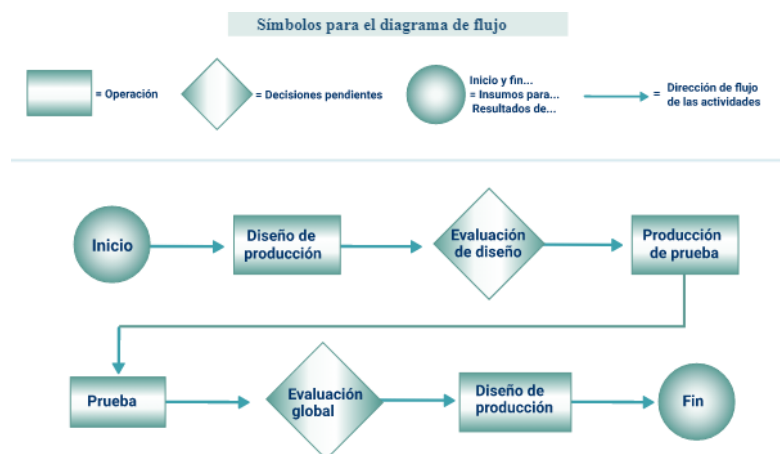 Símbolos para el diagrama de flujo
= Operación
= Decisiones pendientes
Inicio y fin...
= Insumos para...
Resultados de...
= Dirección de flujo
de las actividades
Inicio
Diseño de
producción
Evaluación
de diseño
Producción
de prueba
Prueba
Evaluación
global
Diseño de
producción
Fin